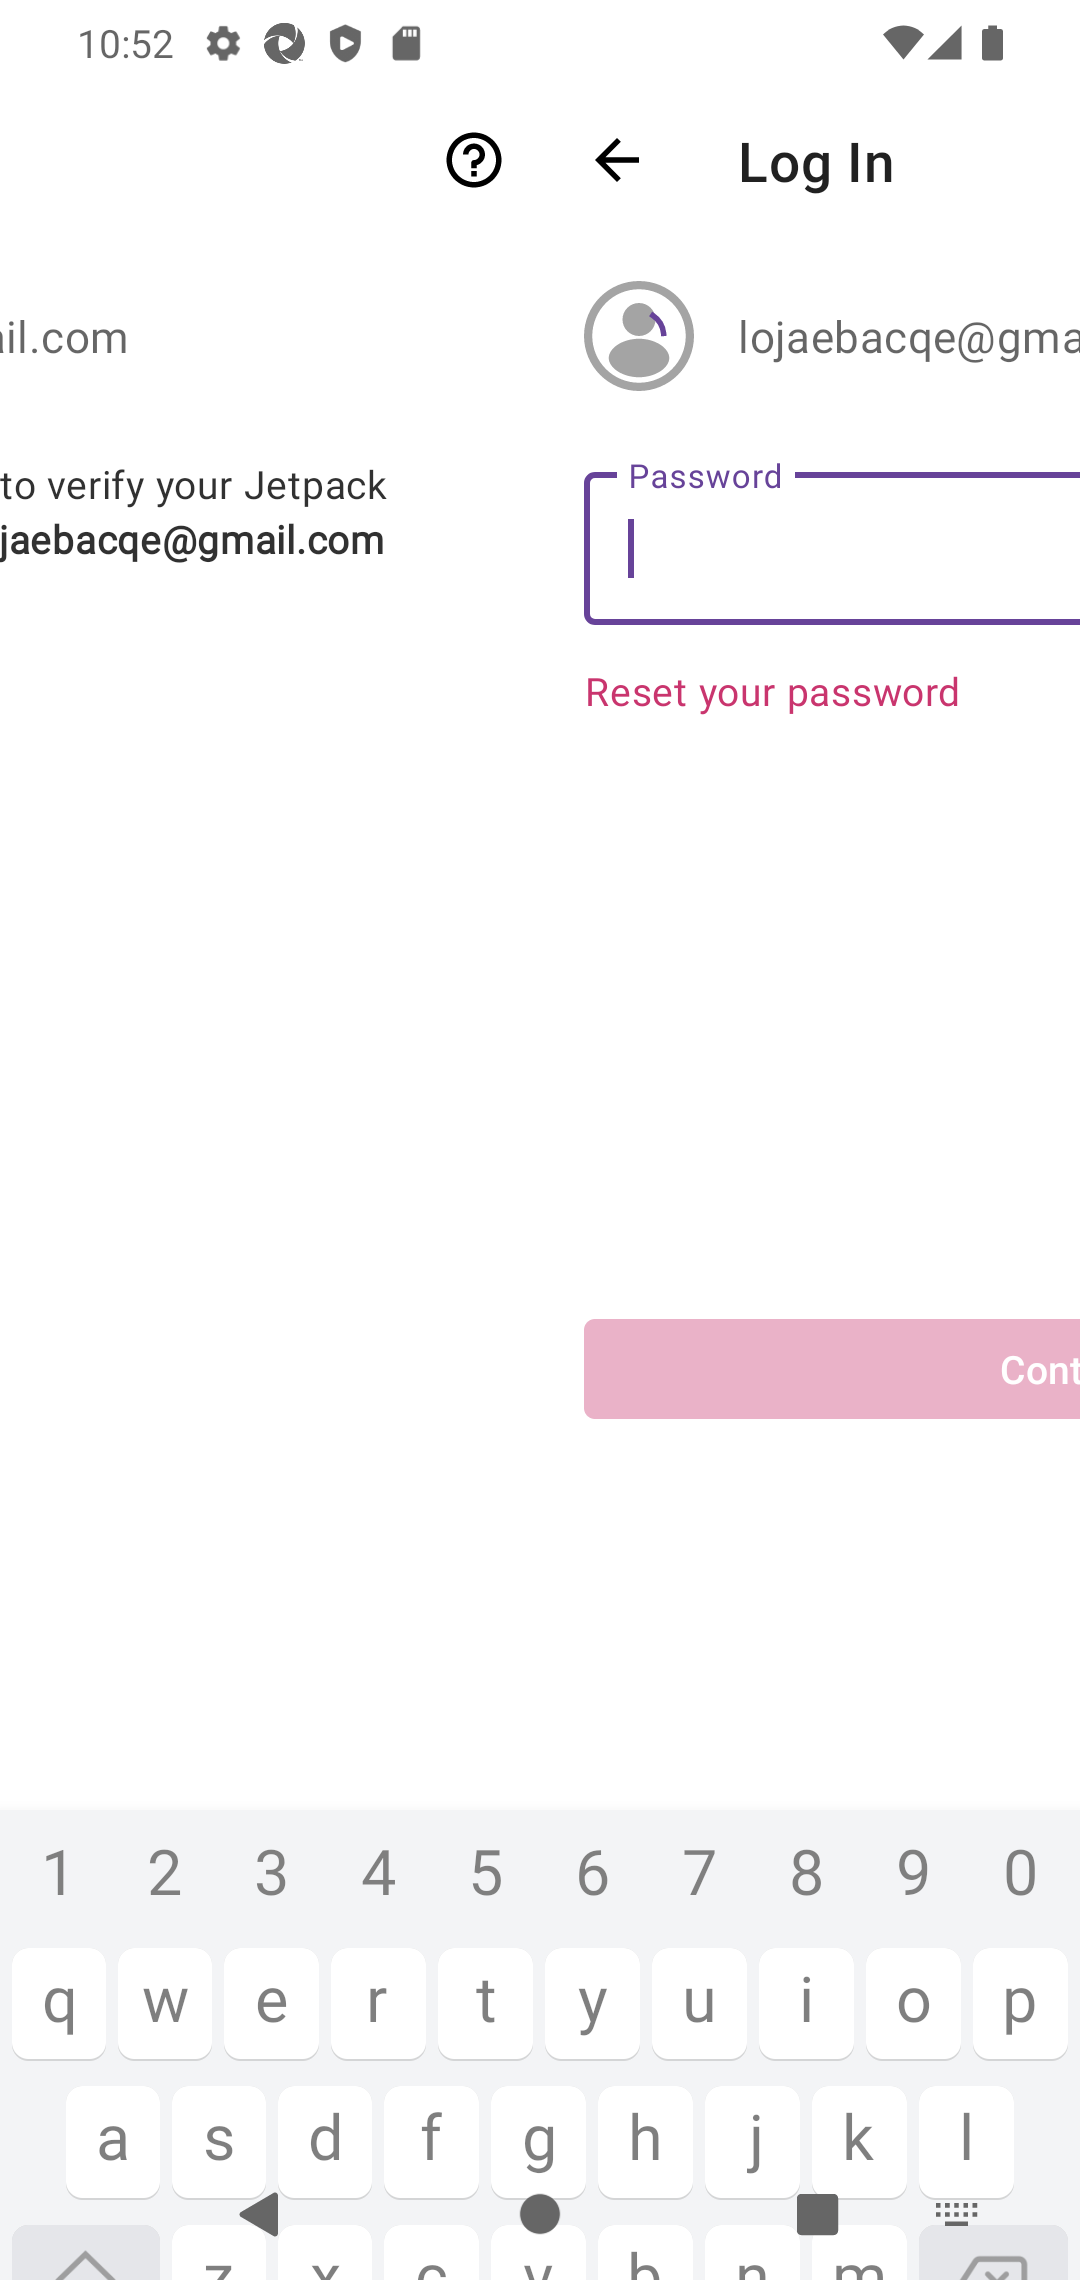 10:52
Log In
ail.com
lojaebacqe@gma
to verify your Jetpack
jaebacqe@gmail.com
Password
Reset your password
Cont
1 2 3 4 5 6 7 8 9 0
q w e r t y u i o p
a s d f g h j k l
z x c v b n m